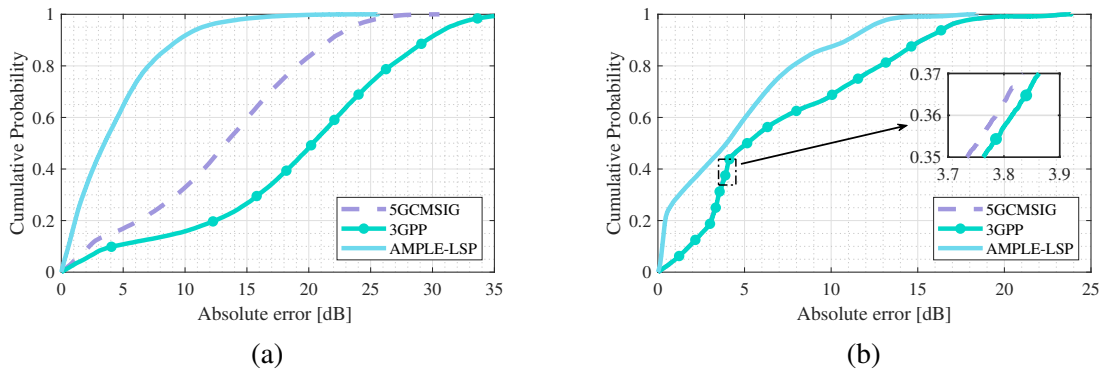 Cumulative Probability
1
0.8
0.6
0.4
0.2
0
0 5 10 15 20 25 30 35
Absolute error [dB]
5GCMSIG
3GPP
AMPLE-LSP
(a)
Cumulative Probability
1
0.8
0.6
0.4
0.2
0
0 5 10 15 20 25
Absolute error [dB]
0.37
0.36
0.35
3.7 3.8 3.9
5GCMSIG
3GPP
AMPLE-LSP
(b)